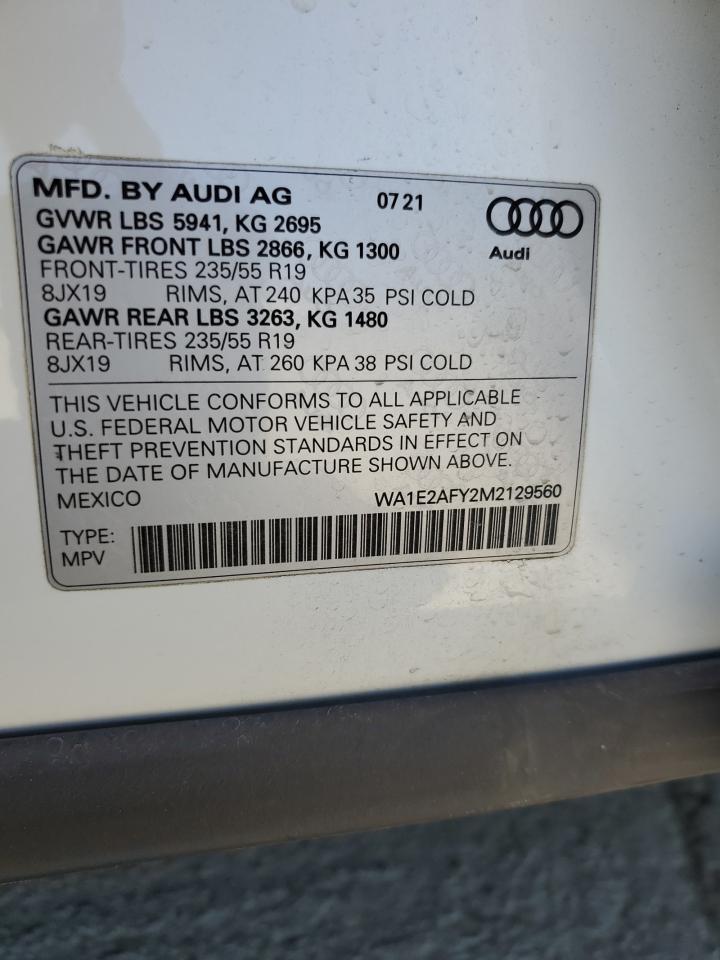 MFD. BY AUDI AG 07 21
GVWR LBS 5941, KG 2695
GAWR FRONT LBS 2866, KG 1300
Audi
FRONT-TIRES 235/55 R19
8JX19 RIMS, AT 240 KPA 35 PSI COLD
GAWR REAR LBS 3263, KG 1480
REAR-TIRES 235/55 R19
8JX19 RIMS, AT 260 KPA 38 PSI COLD
THIS VEHICLE CONFORMS TO ALL APPLICABLE
U.S. FEDERAL MOTOR VEHICLE SAFETY AND
THEFT PREVENTION STANDARDS IN EFFECT ON
THE DATE OF MANUFACTURE SHOWN ABOVE.
MEXICO WA1E2AFY2M2129560
TYPE:
MPV